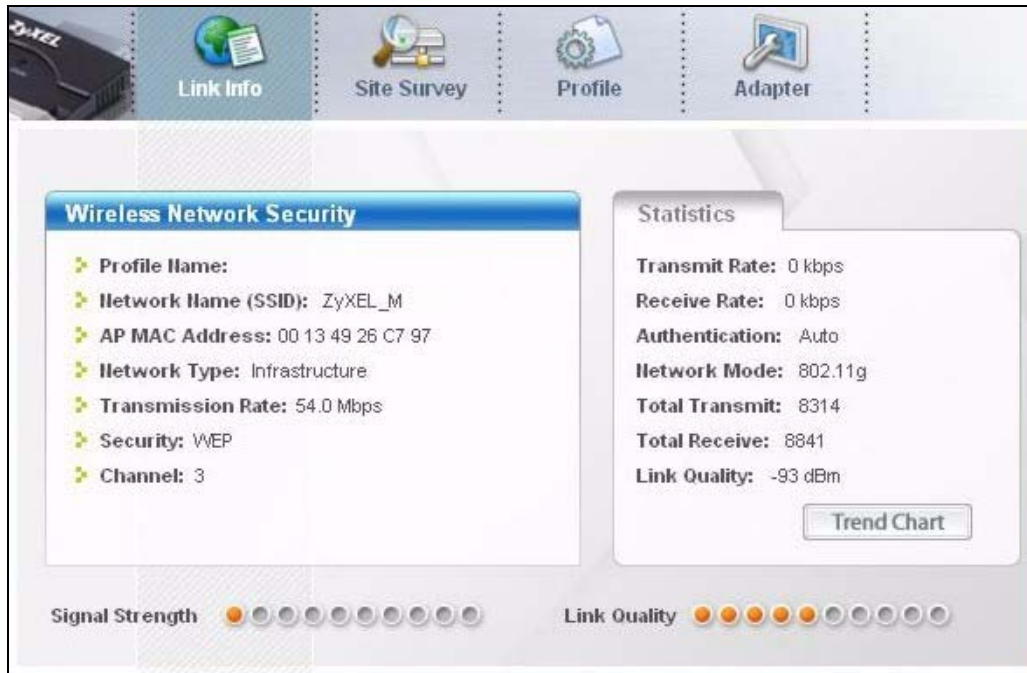 ZyXEL
Link Info
Site Survey
Profile
Adapter
Wireless Network Security
Profile Name:
Network Name (SSID): ZyXEL_M
AP MAC Address: 00 13 49 26 C7 97
Network Type: Infrastructure
Transmission Rate: 54.0 Mbps
Security: WEP
Channel: 3
Statistics
Transmit Rate: 0 kbps
Receive Rate: 0 kbps
Authentication: Auto
Network Mode: 802.11g
Total Transmit: 8314
Total Receive: 8841
Link Quality: -93 dBm
Trend Chart
Signal Strength
Link Quality